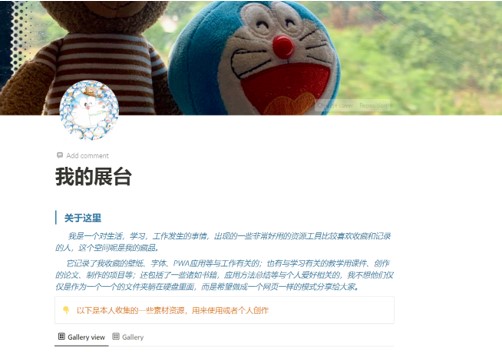 Add comment
我的展台
关于这里
我是一个对生活、学习、工作发生的事情，出现的一些非常好用的资源工具比较喜欢收藏和记录
的人，这个空间呢是我的藏品。
它记录了我收藏的壁纸、字体、PWA应用等与工作有关的；也有与学习有关的教学用课件、创作
的论文、制作的项目等；还包括了一些诸如书籍，应用方法总结等与个人爱好相关的，我不想他们仅
仅是作为一个一个的文件夹躺在硬盘里面，而是希望做成一个网页一样的模式分享给大家。
以下是本人收集的一些素材资源，用来使用或者个人创作
Gallery view Gallery